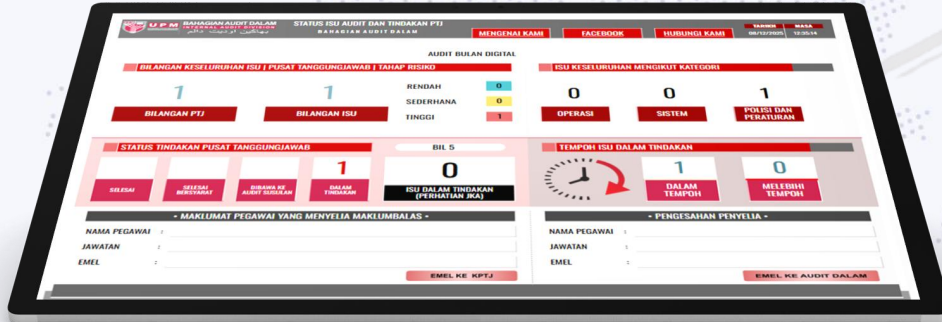 UPM BAHAGIAN AUDIT DALAM
INTERNAL AUDIT DIVISION
STATUS ISU AUDIT DAN TINDAKAN PTJ
BAHAGIAN AUDIT DALAM
MENGENAI KAMI
FACEBOOK
HUBUNGI KAMI
TARIKH MASA
08/12/2025 12:35:14
AUDIT BULAN DIGITAL
BILANGAN KESELURUHAN ISU | PUSAT TANGGUNGJAWAB | TAHAP RISIKO
1
BILANGAN PTJ
1
BILANGAN ISU
RENDAH 0
SEDERHANA 0
TINGGI 1
ISU KESELURUHAN MENGIKUT KATEGORI
0
OPERASI
0
SISTEM
1
POLISI DAN
PERATURAN
STATUS TINDAKAN PUSAT TANGGUNGJAWAB
SELESAI
SELESAI
BERSYARAT
DIBAWA KE
AUDIT SUSULAN
1
DALAM
TINDAKAN
BIL 5
0
ISU DALAM TINDAKAN
(PERHATIAN JKA)
TEMPOH ISU DALAM TINDAKAN
1
DALAM
TEMPOH
0
MELEBIHI
TEMPOH
- MAKLUMAT PEGAWAI YANG MENYELIA MAKLUMBALAS -
NAMA PEGAWAI :
JAWATAN :
EMEL :
EMEL KE KPTJ
- PENGESAHAN PENYELIA -
NAMA PEGAWAI :
JAWATAN :
EMEL :
EMEL KE AUDIT DALAM